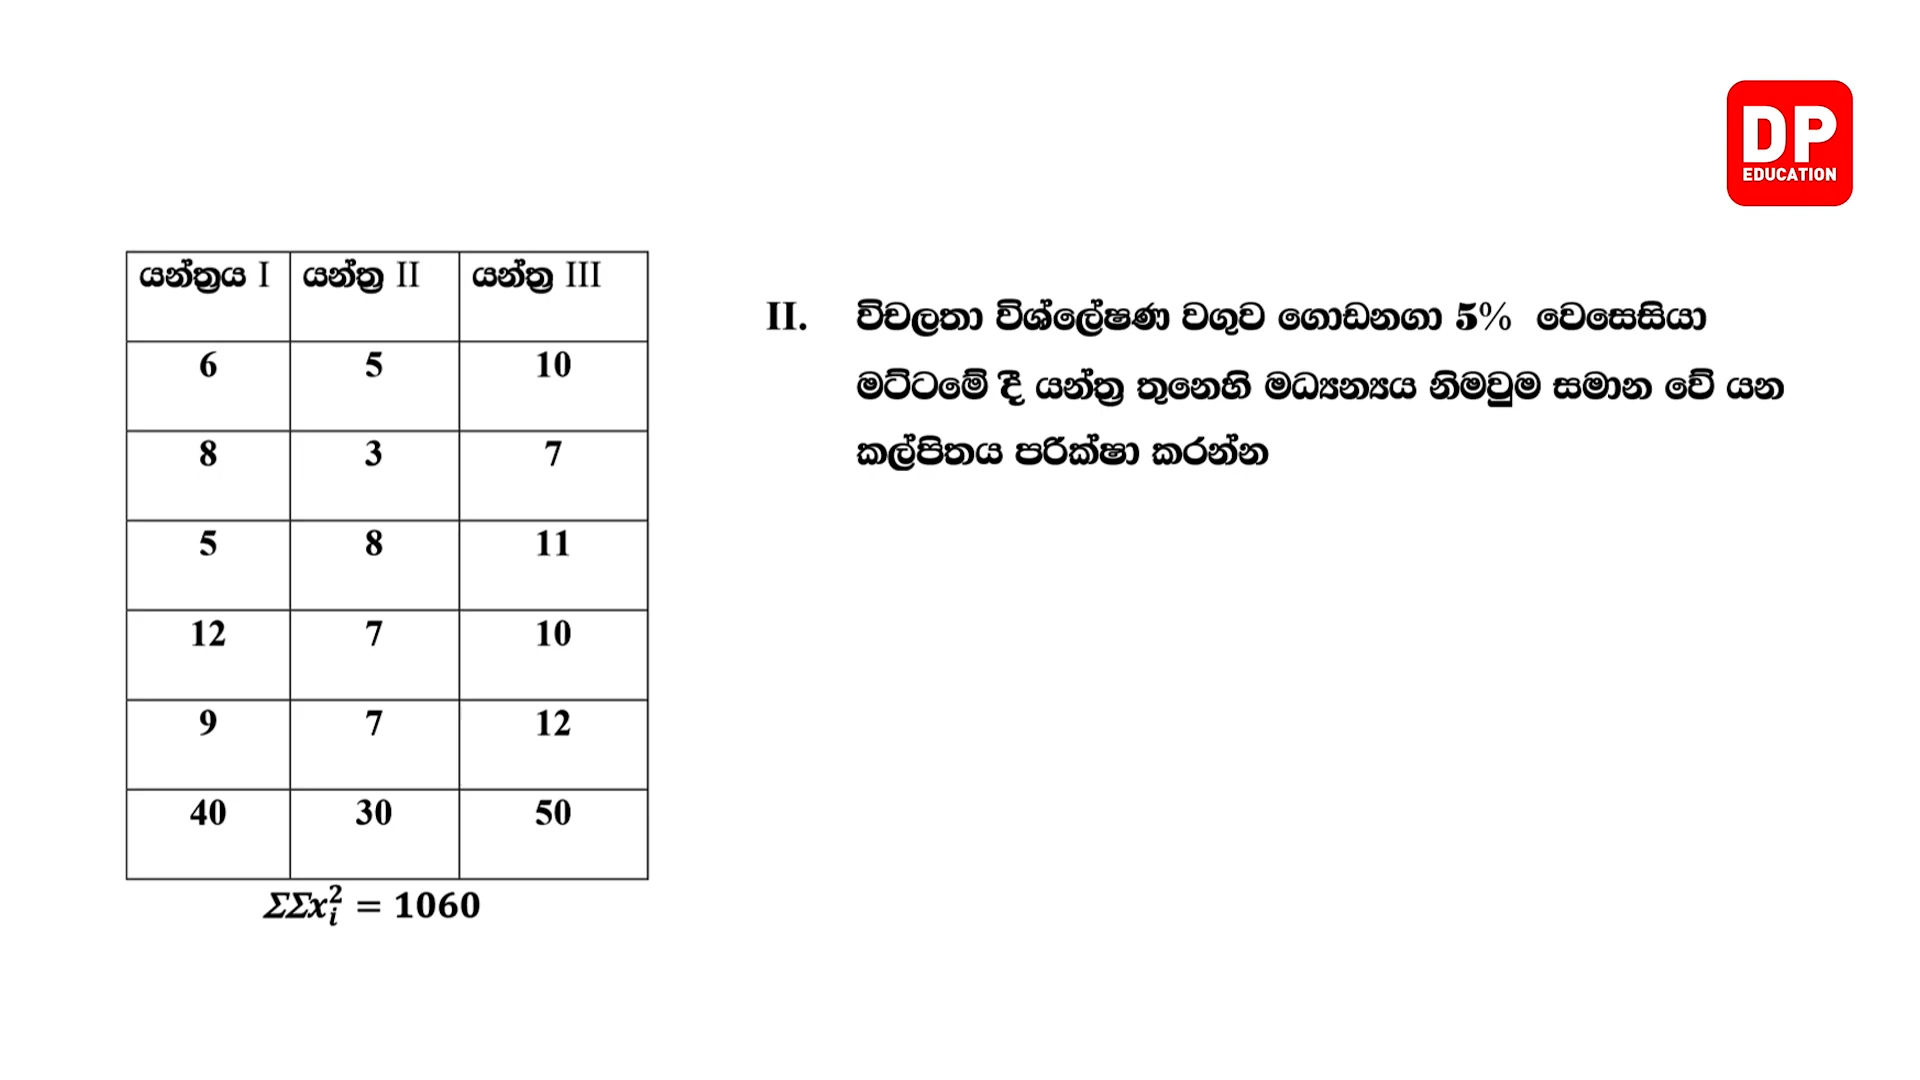 DP
EDUCATION
යන්ත්‍රය I යන්ත්‍ර II යන්ත්‍ර III
6 5 10
8 3 7
5 8 11
12 7 10
9 7 12
40 30 50
ΣΣxᵢ² = 1060
II. විචලතා විශ්ලේෂණ වගුව ගොඩනගා 5% වෙසෙසියා
මට්ටමේ දී යන්ත්‍ර තුනෙහි මධ්‍යන්‍යය නිමවුම සමාන වේ යන
කල්පිතය පරීක්ෂා කරන්න